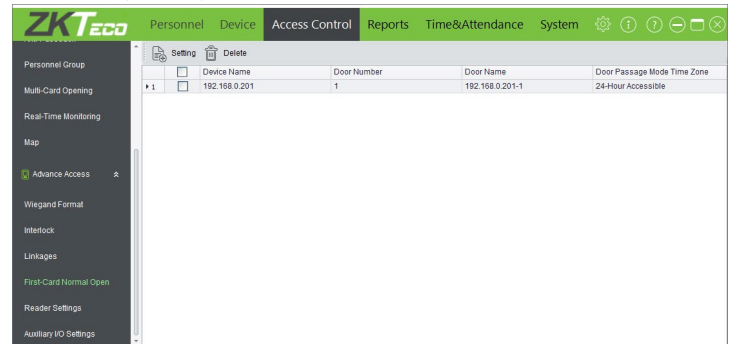 ZKTeco Personnel Device Access Control Reports Time&Attendance System
Setting Delete
Personnel Group
Device Name Door Number Door Name Door Passage Mode Time Zone
1 192.168.0.201 1 192.168.0.201-1 24-Hour Accessible
Multi-Card Opening
Real-Time Monitoring
Map
Advance Access
Wiegand Format
Interlock
Linkages
First-Card Normal Open
Reader Settings
Auxiliary I/O Settings